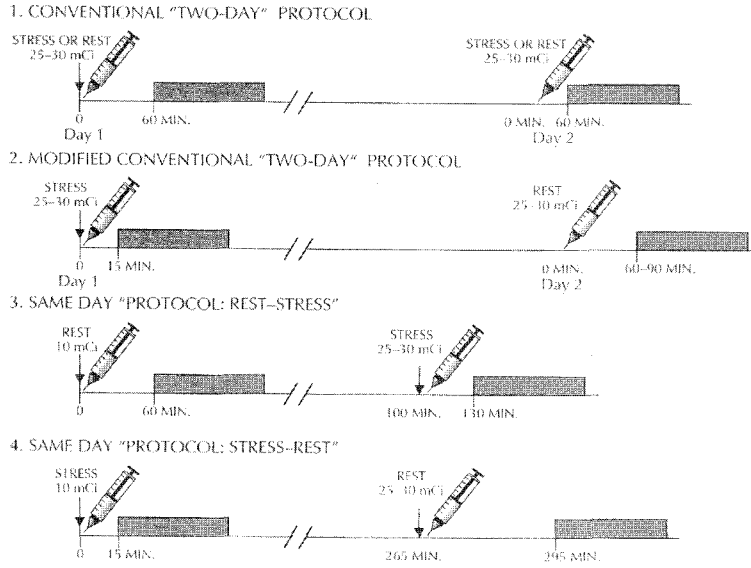 1. CONVENTIONAL "TWO-DAY" PROTOCOL
STRESS OR REST
25–30 mCi
STRESS OR REST
25–30 mCi
0
60 MIN.
0 MIN.
60 MIN.
Day 1
Day 2
2. MODIFIED CONVENTIONAL "TWO-DAY" PROTOCOL
STRESS
25–30 mCi
REST
25–30 mCi
0
15 MIN.
0 MIN.
60–90 MIN.
Day 1
Day 2
3. SAME DAY "PROTOCOL: REST–STRESS"
REST
10 mCi
STRESS
25–30 mCi
0
60 MIN.
100 MIN.
130 MIN.
4. SAME DAY "PROTOCOL: STRESS–REST"
STRESS
10 mCi
REST
25–30 mCi
0
15 MIN.
265 MIN.
295 MIN.